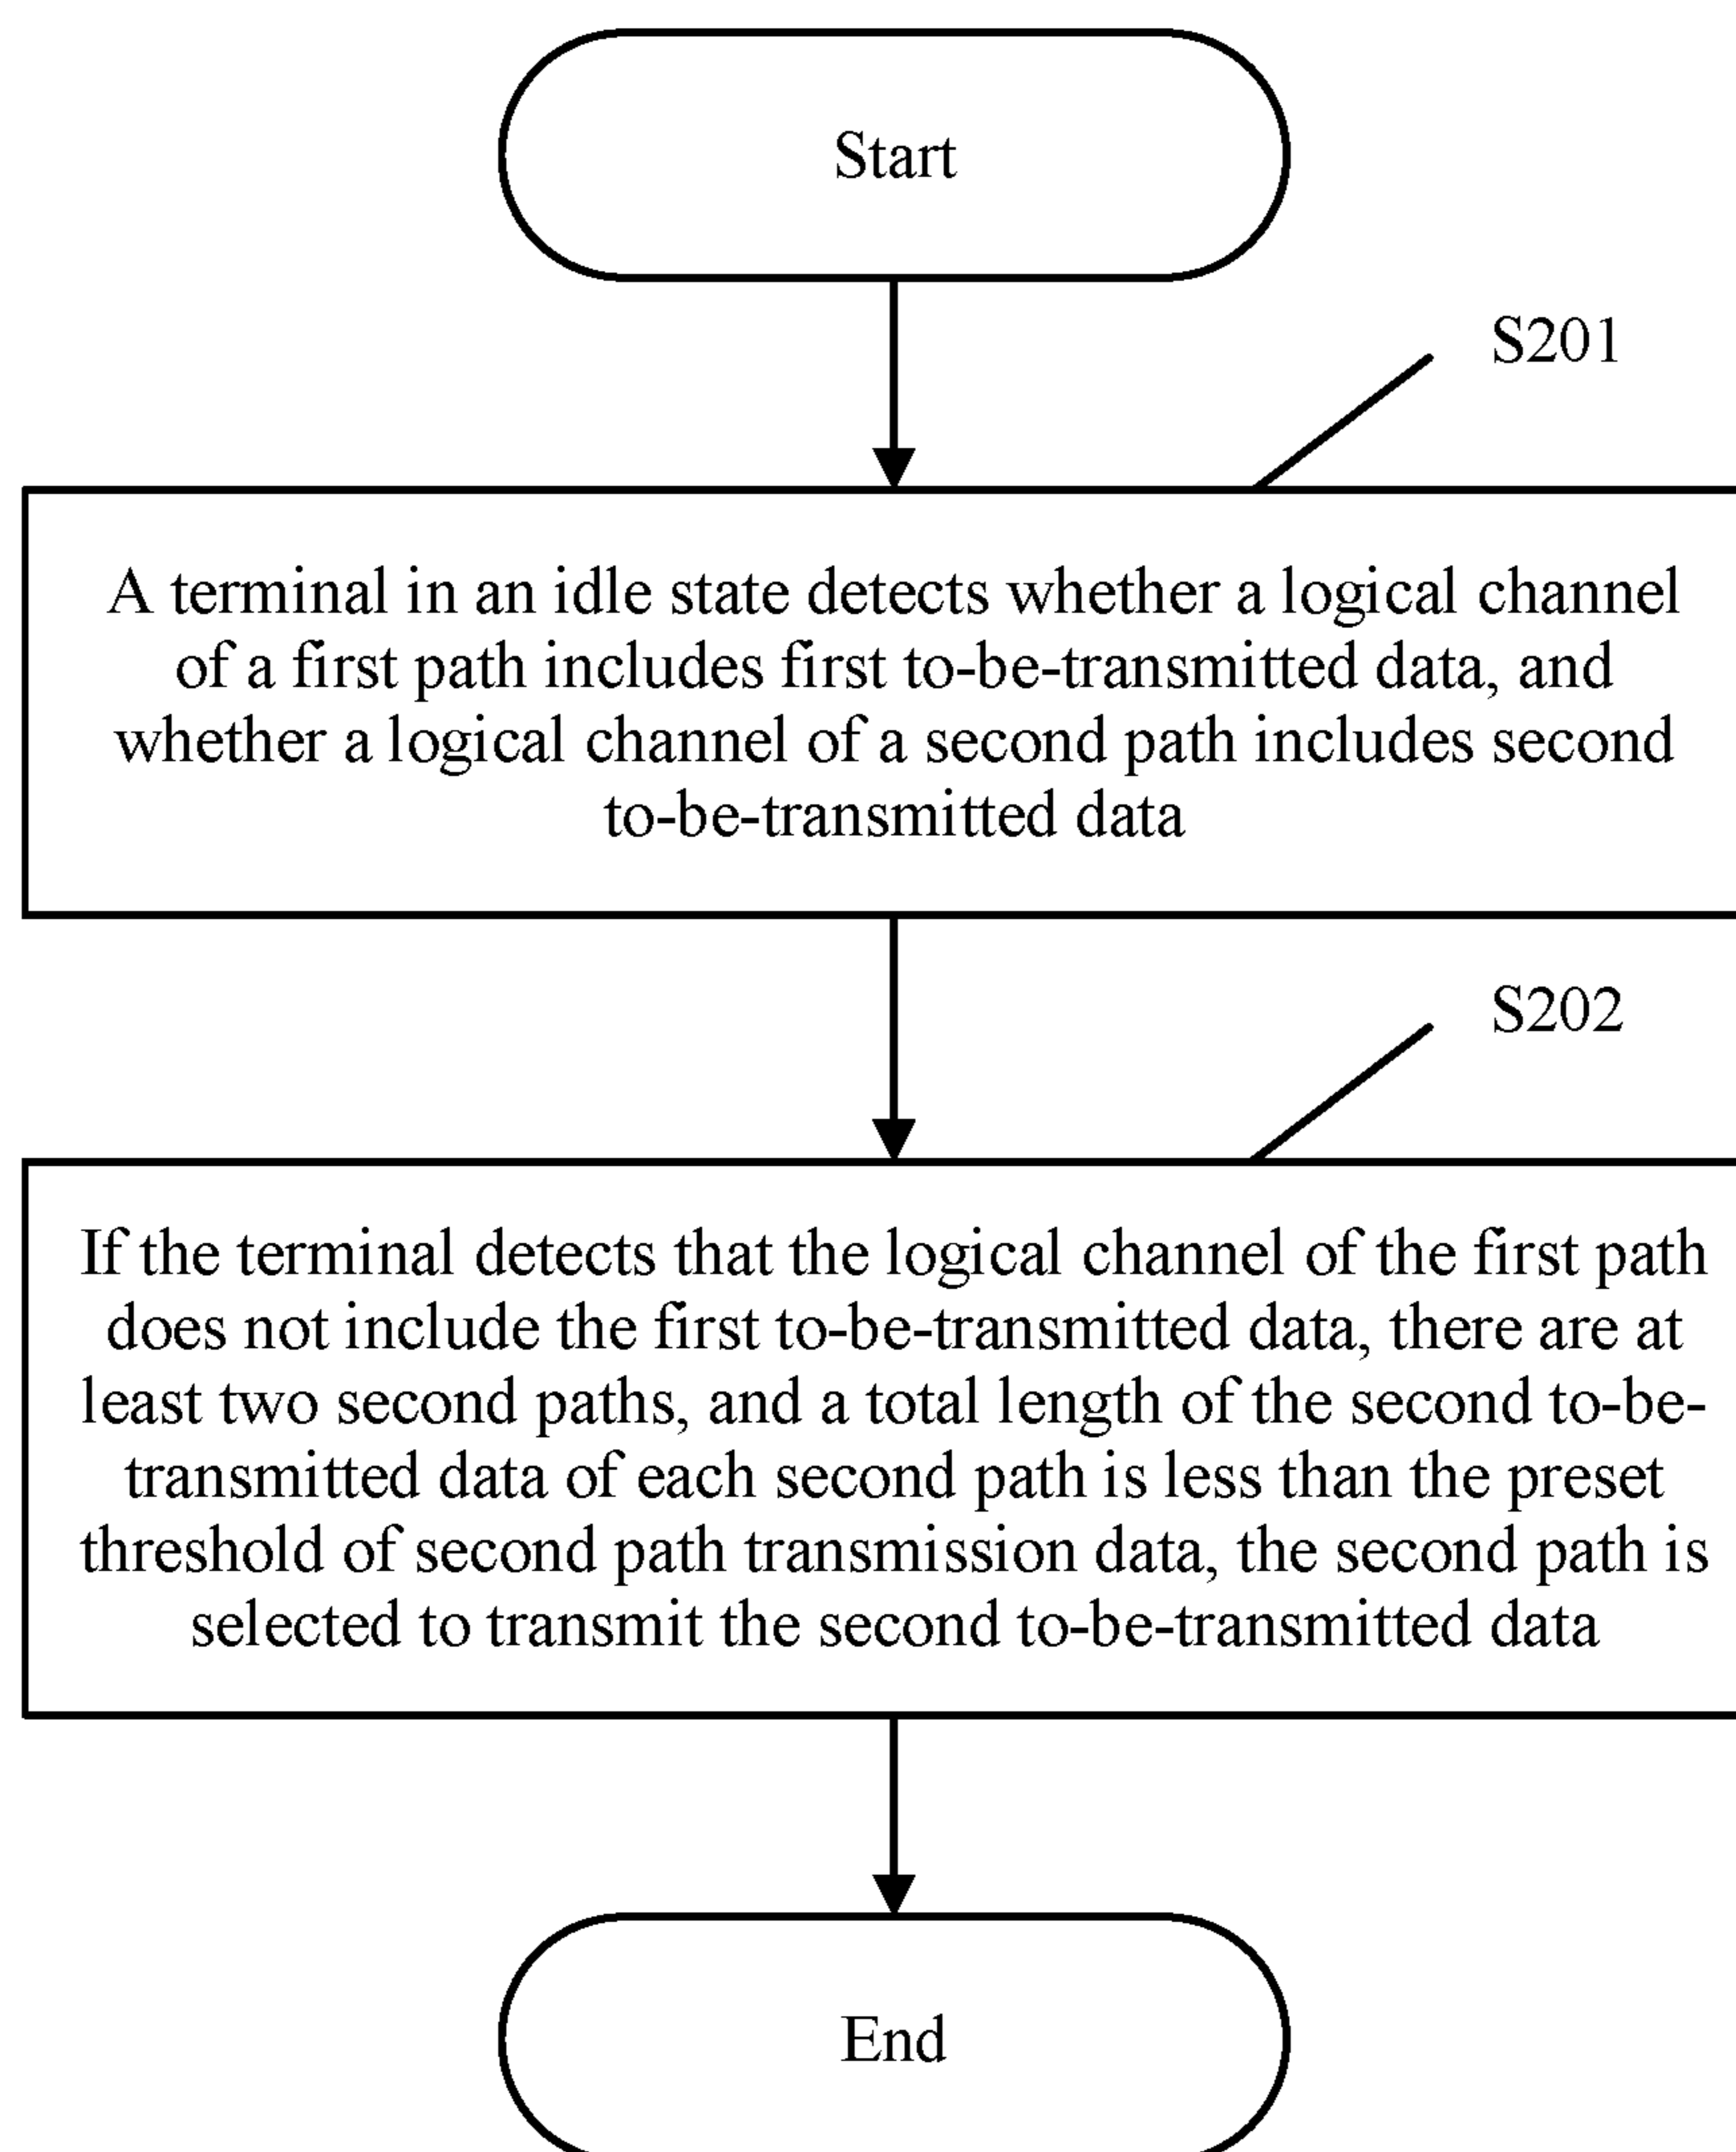 Start
S201
A terminal in an idle state detects whether a logical channel
of a first path includes first to-be-transmitted data, and
whether a logical channel of a second path includes second
to-be-transmitted data
S202
If the terminal detects that the logical channel of the first path
does not include the first to-be-transmitted data, there are at
least two second paths, and a total length of the second to-be-
transmitted data of each second path is less than the preset
threshold of second path transmission data, the second path is
selected to transmit the second to-be-transmitted data
End